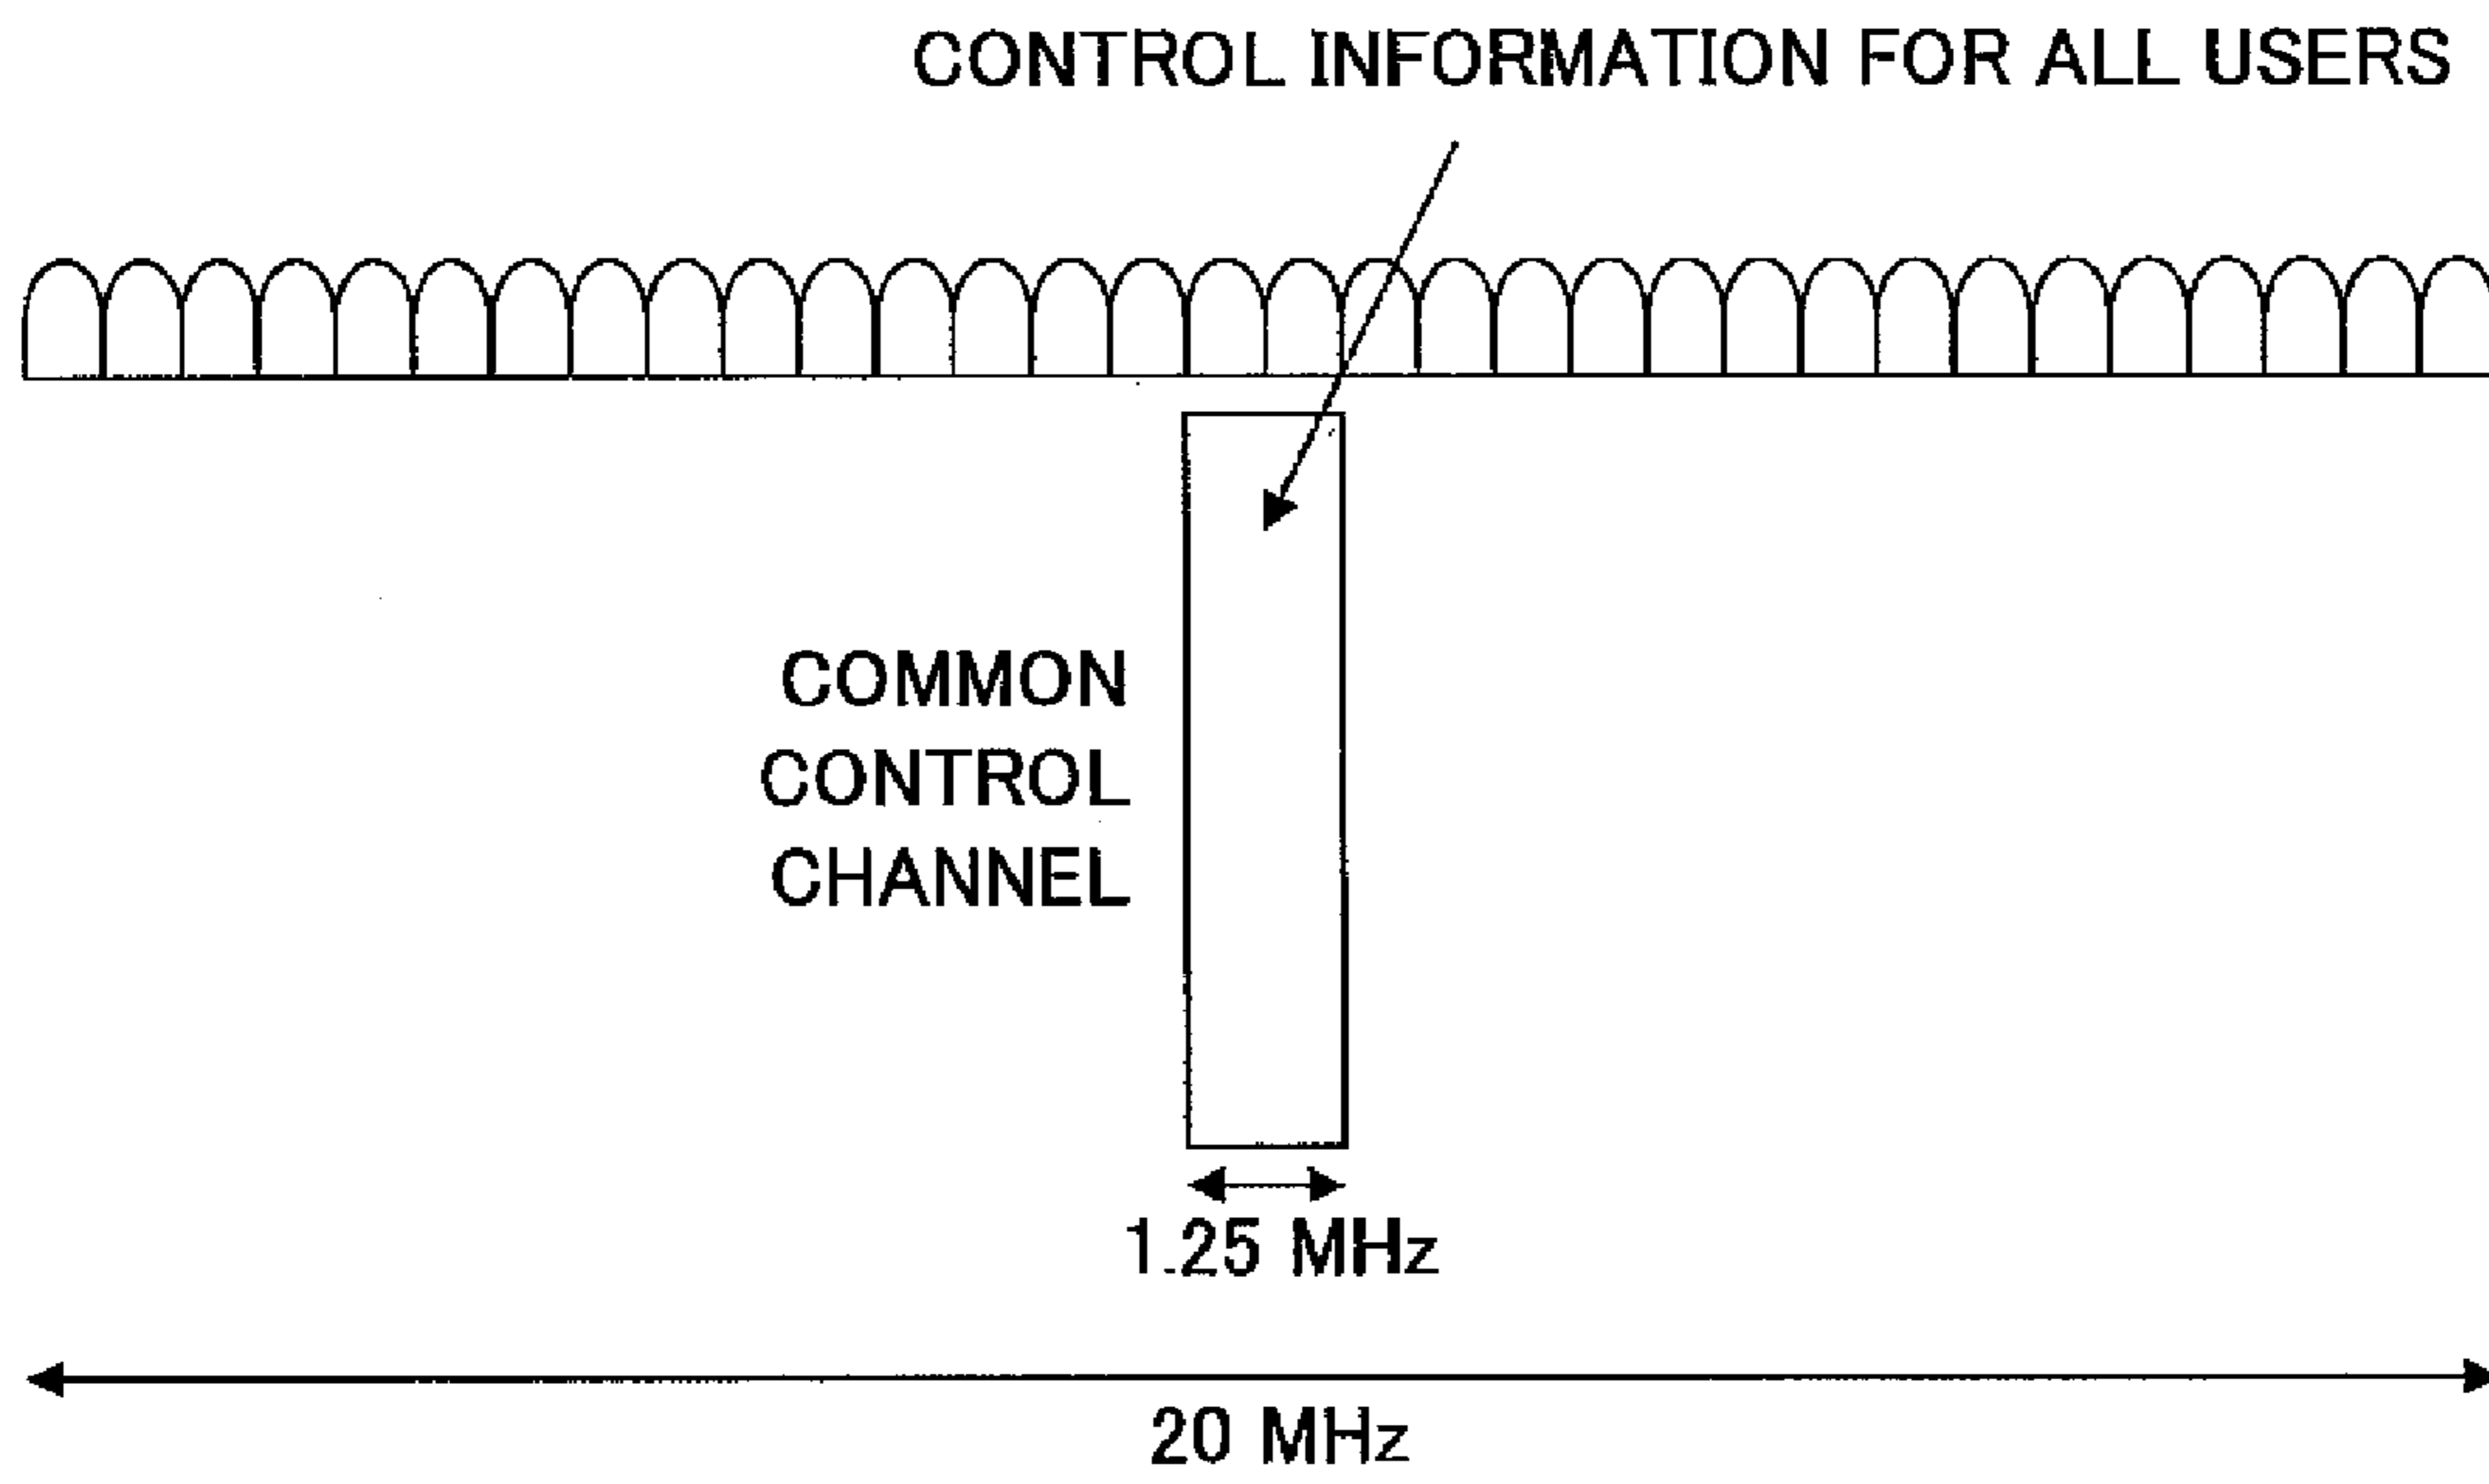 CONTROL INFORMATION FOR ALL USERS
COMMON
CONTROL
CHANNEL
1.25 MHz
20 MHz